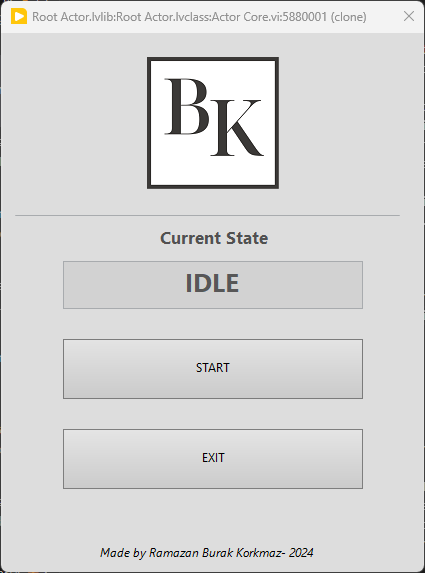 Root Actor.lvlib:Root Actor.lvclass:Actor Core.vi:5880001 (clone)
BK
Current State
IDLE
START
EXIT
Made by Ramazan Burak Korkmaz- 2024